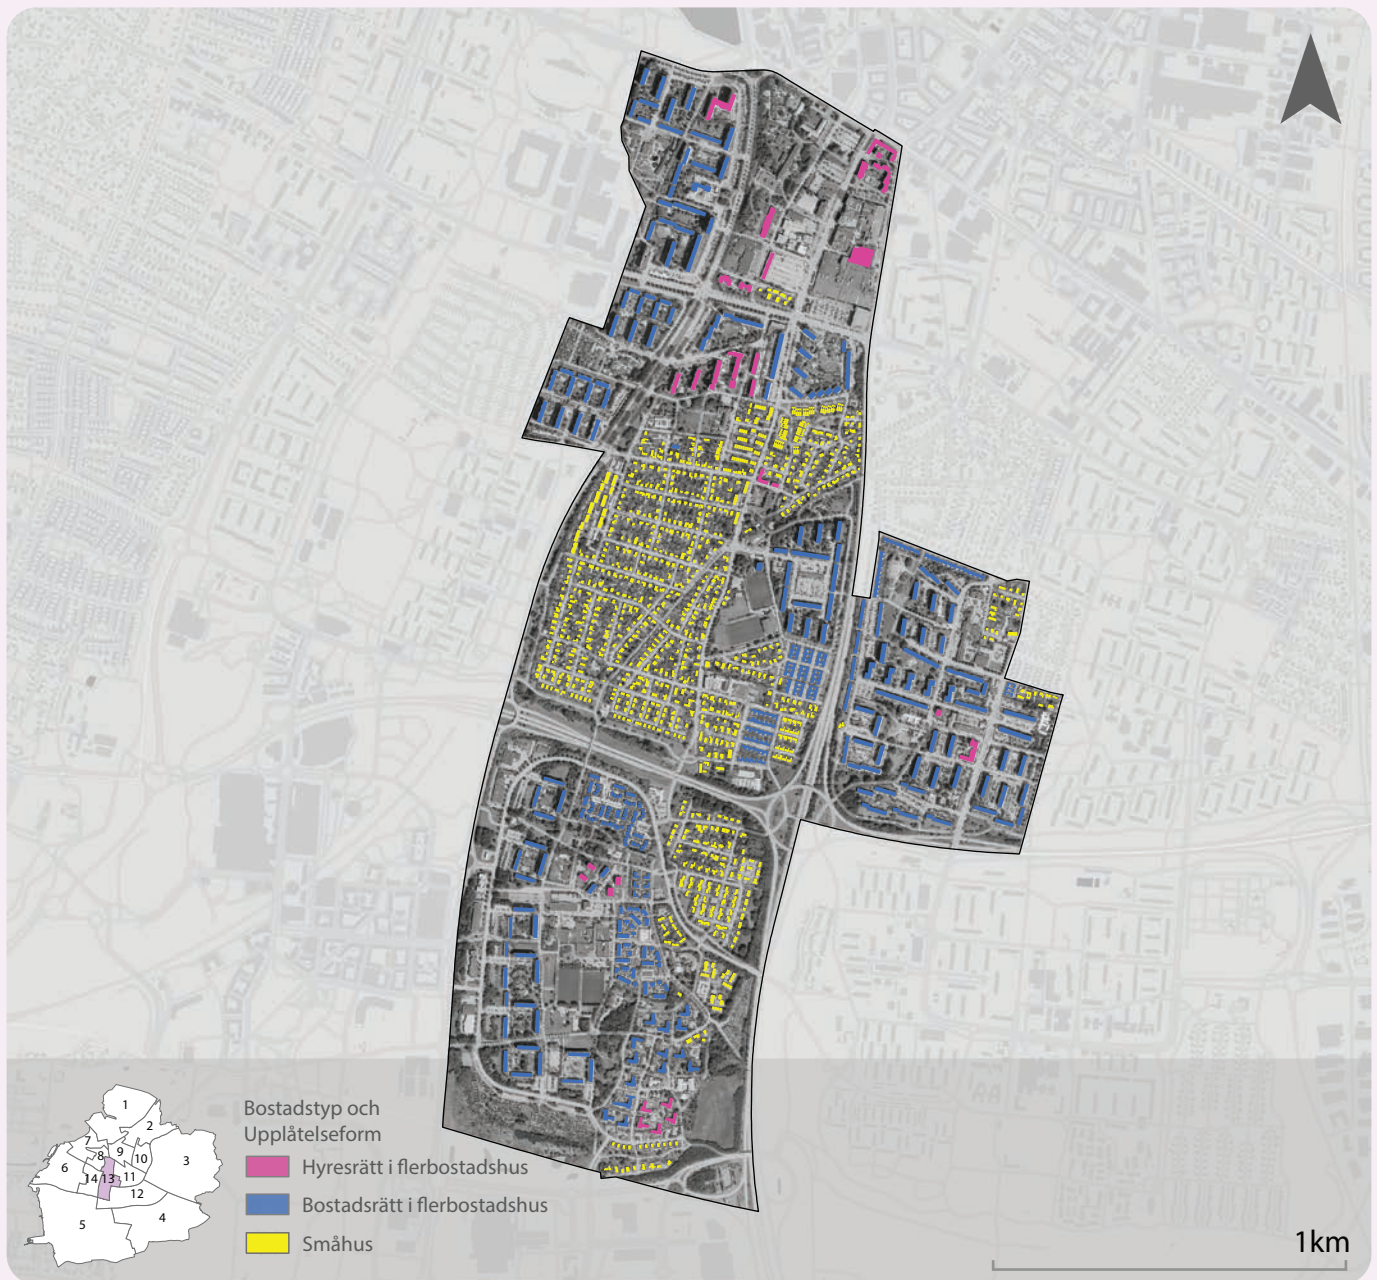 1
2
7
9
8
10
3
6
14
13
11
12
5
4
Bostadstyp och
Upplåtelseform
Hyresrätt i flerbostadshus
Bostadsrätt i flerbostadshus
Småhus
1km